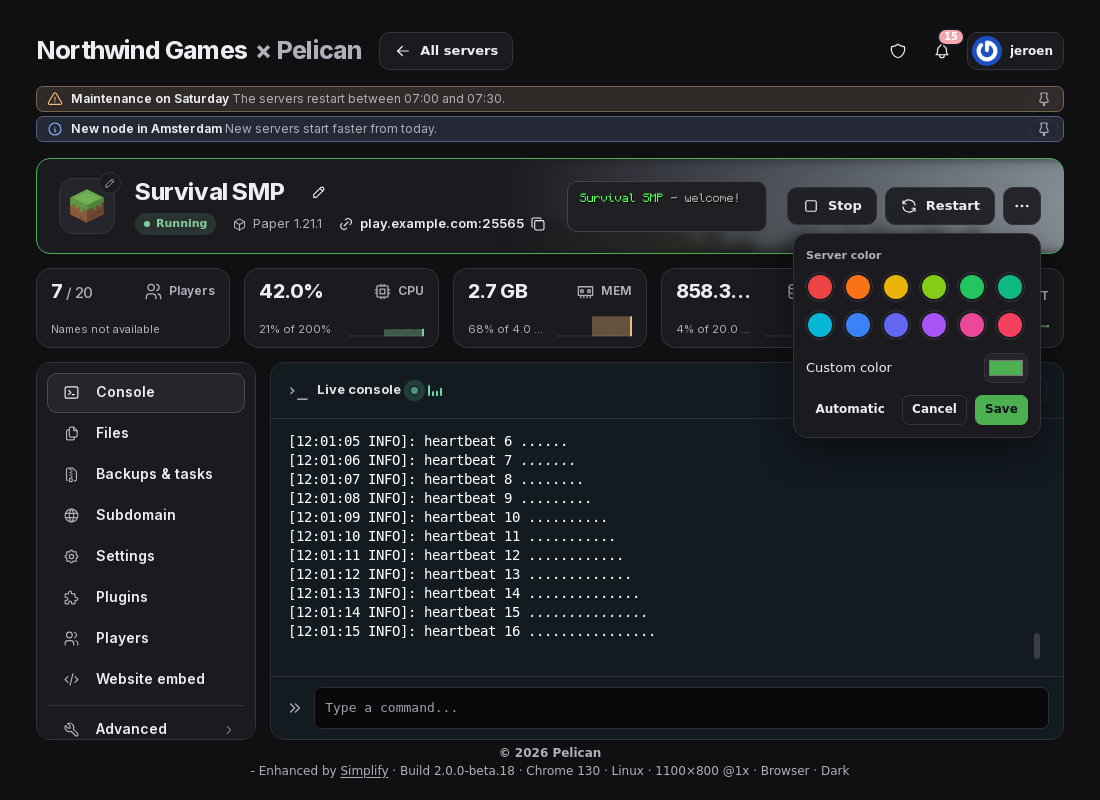 Northwind Games × Pelican
All servers
15
jeroen
Maintenance on Saturday The servers restart between 07:00 and 07:30.
New node in Amsterdam New servers start faster from today.
Survival SMP
Running
Paper 1.21.1
play.example.com:25565
Survival SMP — welcome!
Stop
Restart
7 / 20
Players
Names not available
42.0%
CPU
21% of 200%
2.7 GB
MEM
68% of 4.0 ...
858.3...
4% of 20.0 ...
T
Server color
Custom color
Automatic
Cancel
Save
Console
Files
Backups & tasks
Subdomain
Settings
Plugins
Players
Website embed
Advanced
Live console
[12:01:05 INFO]: heartbeat 6 ......
[12:01:06 INFO]: heartbeat 7 .......
[12:01:07 INFO]: heartbeat 8 ........
[12:01:08 INFO]: heartbeat 9 .........
[12:01:09 INFO]: heartbeat 10 ..........
[12:01:10 INFO]: heartbeat 11 ...........
[12:01:11 INFO]: heartbeat 12 ............
[12:01:12 INFO]: heartbeat 13 .............
[12:01:13 INFO]: heartbeat 14 ..............
[12:01:14 INFO]: heartbeat 15 ...............
[12:01:15 INFO]: heartbeat 16 ................
Type a command...
© 2026 Pelican
- Enhanced by Simplify · Build 2.0.0-beta.18 · Chrome 130 · Linux · 1100×800 @1x · Browser · Dark